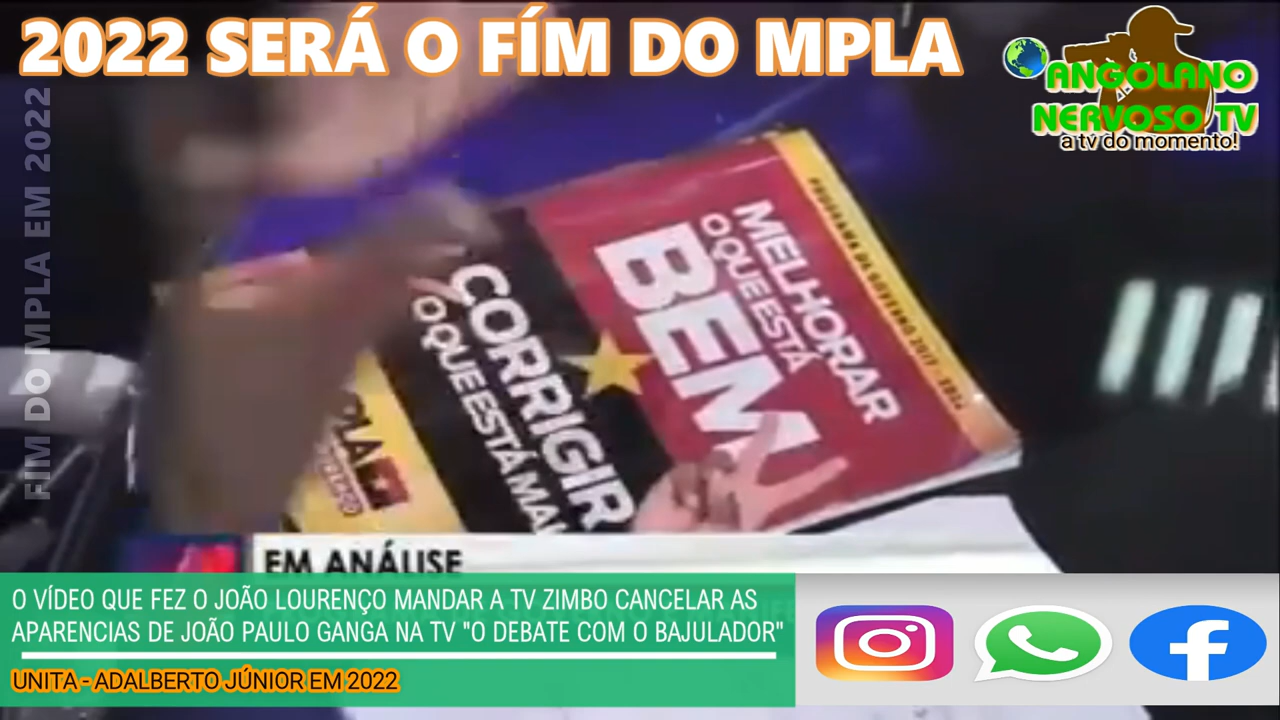 2022 SERÁ O FÍM DO MPLA
ANGOLANO
NERVOSO TV
a tv do momento!
FIM DO MPLA EM 2022
PROGRAMA DE GOVERNO 2017 - 2022
MELHORAR
O QUE ESTÁ
BEM
CORRIGIR
O QUE ESTÁ MA
PLA
EM ANÁLISE
O VÍDEO QUE FEZ O JOÃO LOURENÇO MANDAR A TV ZIMBO CANCELAR AS
APARENCIAS DE JOÃO PAULO GANGA NA TV "O DEBATE COM O BAJULADOR"
UNITA - ADALBERTO JÚNIOR EM 2022